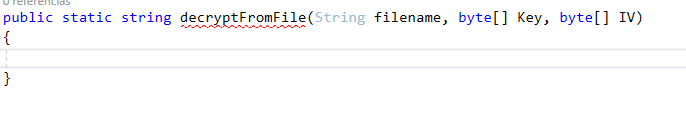 0 referencias
public static string decryptFromFile(String filename, byte[] Key, byte[] IV)
{
}